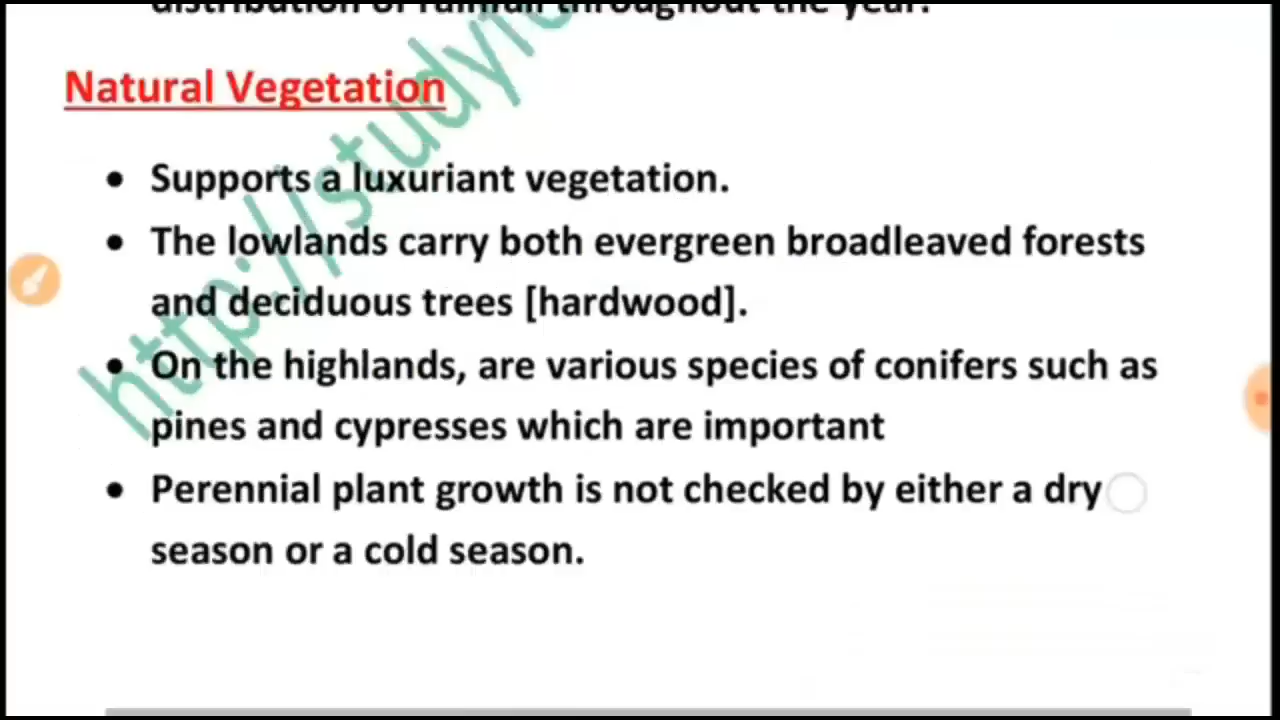 distribution of rainfall throughout the year.
Natural Vegetation
• Supports a luxuriant vegetation.
• The lowlands carry both evergreen broadleaved forests
and deciduous trees [hardwood].
• On the highlands, are various species of conifers such as
pines and cypresses which are important
• Perennial plant growth is not checked by either a dry
season or a cold season.
http://study